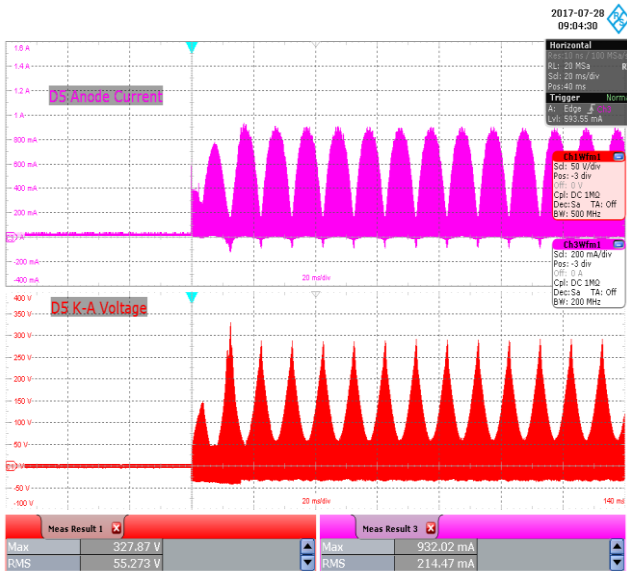 2017-07-28
09:04:30
Horizontal
RL: 20 MSa
Scl: 20 ms/div
Pos:40 ms
Trigger Norm
A: Edge
Lvl: 593.55 mA
1.6 A
1.4 A
1.2 A
1 A
800 mA
600 mA
400 mA
200 mA
-200 mA
-400 mA
D5 Anode Current
20 ms/div
Ch1Wfm1
Scl: 50 V/div
Pos: -3 div
Off: 0 V
Cpl: DC 1MΩ
Dec:Sa TA: Off
BW: 500 MHz
Ch3Wfm1
Scl: 200 mA/div
Pos: -3 div
Off: 0 A
Cpl: DC 1MΩ
Dec:Sa TA: Off
BW: 200 MHz
400 V
350 V
300 V
250 V
200 V
150 V
100 V
50 V
-50 V
-100 V
D5 K-A Voltage
20 ms/div
140 ms
Meas Result 1
Max 327.87 V
RMS 55.273 V
Meas Result 3
Max 932.02 mA
RMS 214.47 mA